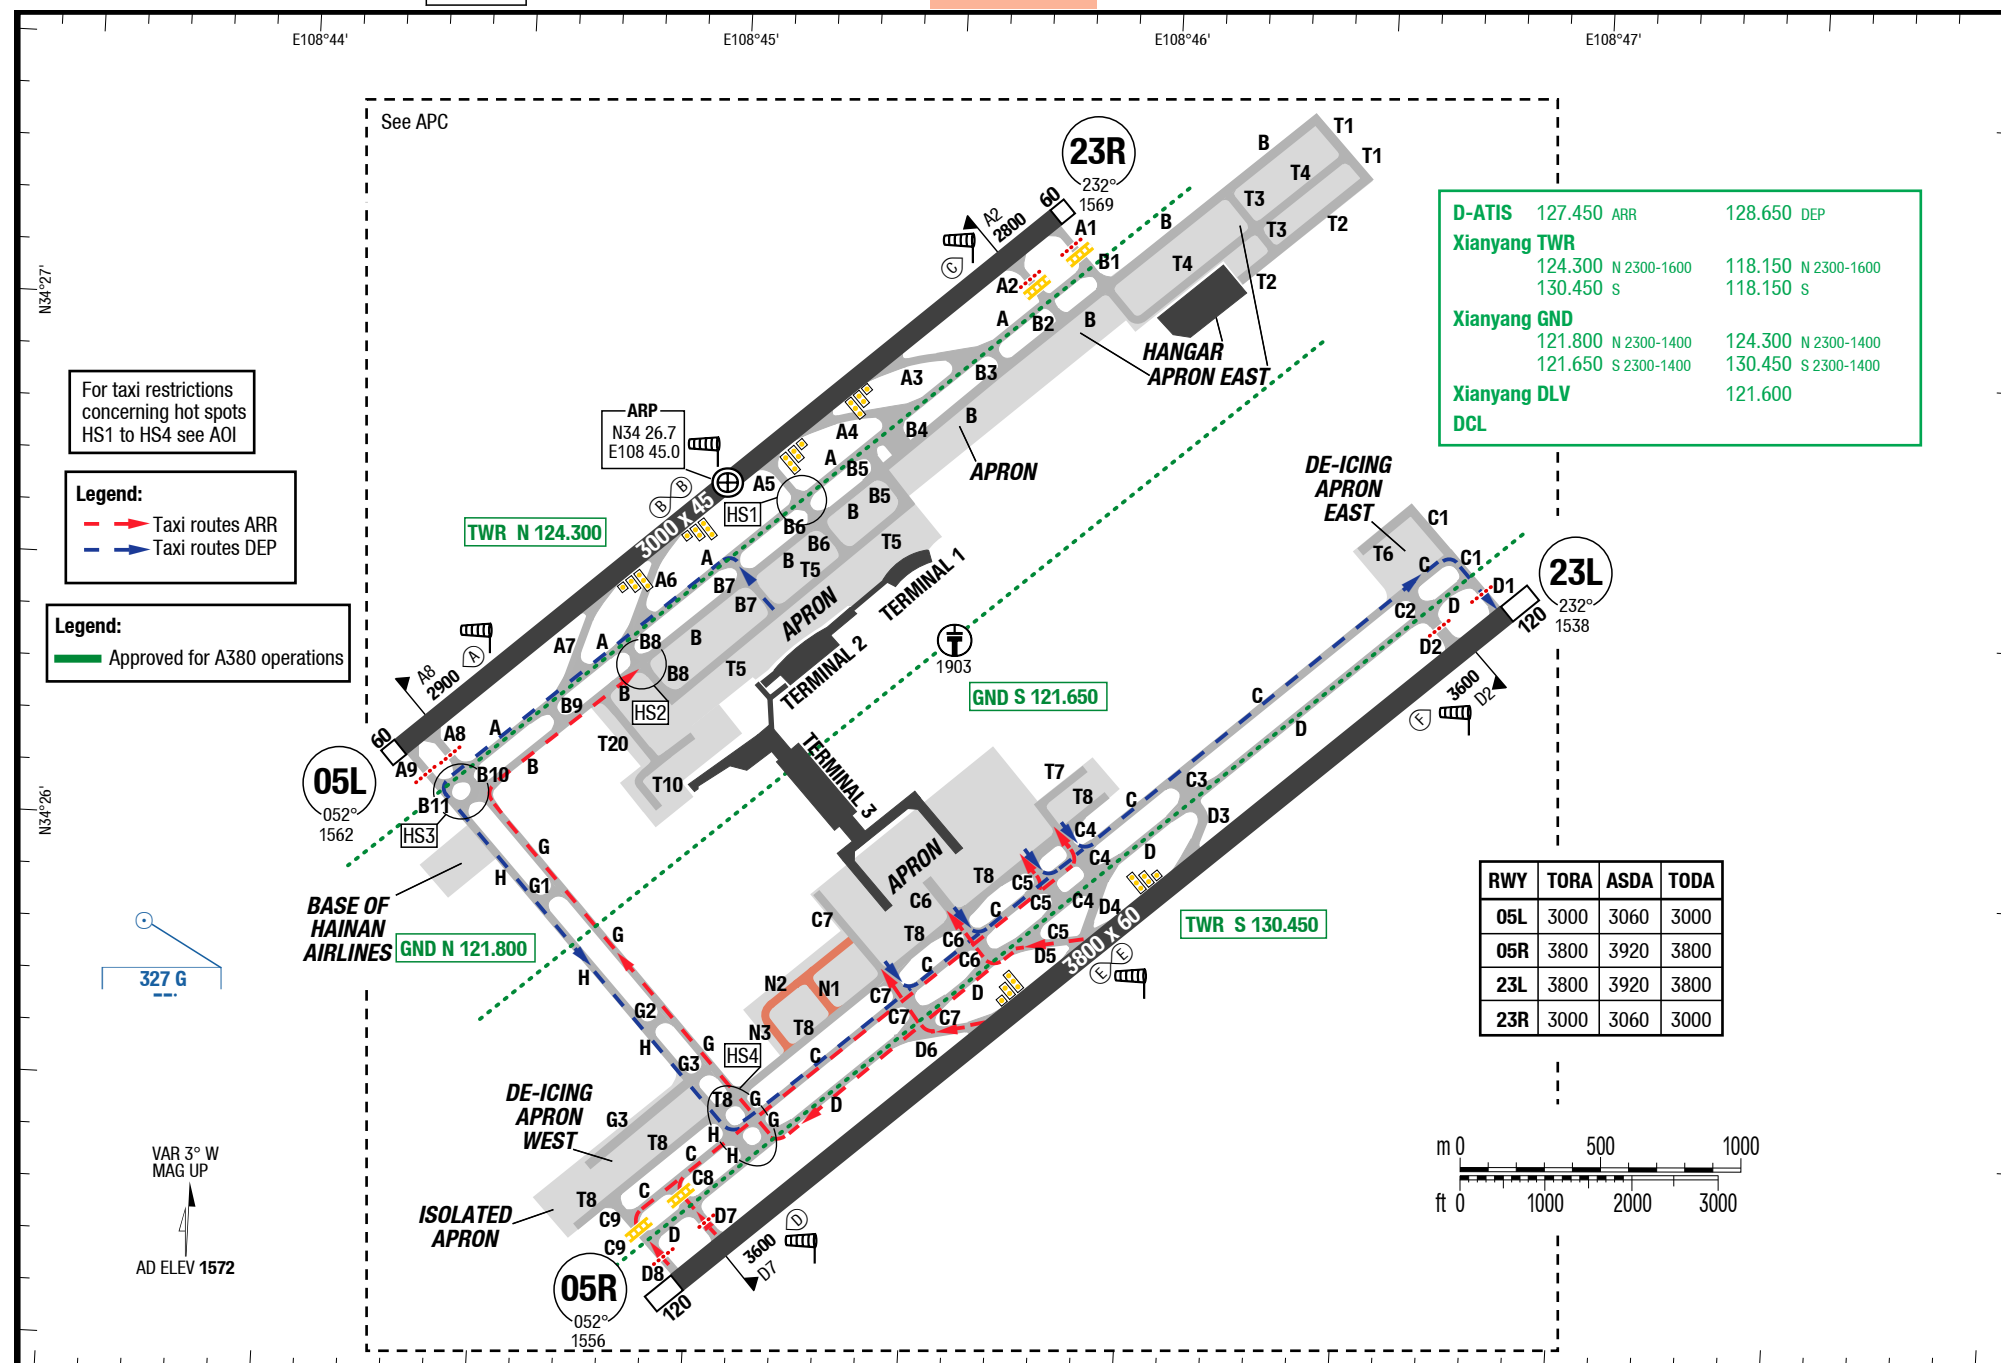 E108°44'
E108°45'
E108°46'
E108°47'
N34°27'
N34°26'
See APC
23R
232°
1569
60
A2
2800
C
A1
B1
A2
A
B2
B
B
B
T1
T1
T4
T3
T3
T2
T4
T2
HANGAR
APRON EAST
D-ATIS 127.450 ARR 128.650 DEP
Xianyang TWR
124.300 N 2300-1600 118.150 N 2300-1600
130.450 S 118.150 S
Xianyang GND
121.800 N 2300-1400 124.300 N 2300-1400
121.650 S 2300-1400 130.450 S 2300-1400
Xianyang DLV 121.600
DCL
For taxi restrictions
concerning hot spots
HS1 to HS4 see AOI
Legend:
Taxi routes ARR
Taxi routes DEP
Legend:
Approved for A380 operations
ARP
N34 26.7
E108 45.0
B
B
TWR N 124.300
3000 x 45
A3
B3
B
A4
B4
A
B5
A5
HS1
B5
B
B6
B6
T5
B
T5
A
B7
B7
APRON
APRON
TERMINAL 1
TERMINAL 2
TERMINAL 3
A6
A7
A
B8
B
B8
T5
HS2
B
B9
A
A8
2900
A
60
A8
A9
05L
052°
1562
B10
B
B11
HS3
T20
T10
1903
GND S 121.650
DE-ICING
APRON
EAST
C1
T6
C
C1
D1
C2
D
D2
23L
232°
1538
120
3600
D2
F
C
D
C3
D3
T7
T8
C
C4
C4
C4
D
D4
C5
C5
C5
D5
T8
APRON
C6
C
C6
C6
C7
T8
C
C7
C7
C7
D
D6
3800 x 60
E
E
TWR S 130.450
BASE OF
HAINAN
AIRLINES
GND N 121.800
G
H
G1
G
H
G2
H
G
G3
N2
N1
N3
T8
C
HS4
T8
G
G
H
H
D
DE-ICING
APRON
WEST
G3
T8
C
C8
C
T8
C9
C9
ISOLATED
APRON
D7
D
D8
3600
D7
D
120
05R
052°
1556
327 G
VAR 3° W
MAG UP
AD ELEV 1572
RWY TORA ASDA TODA
05L 3000 3060 3000
05R 3800 3920 3800
23L 3800 3920 3800
23R 3000 3060 3000
m 0 500 1000
ft 0 1000 2000 3000